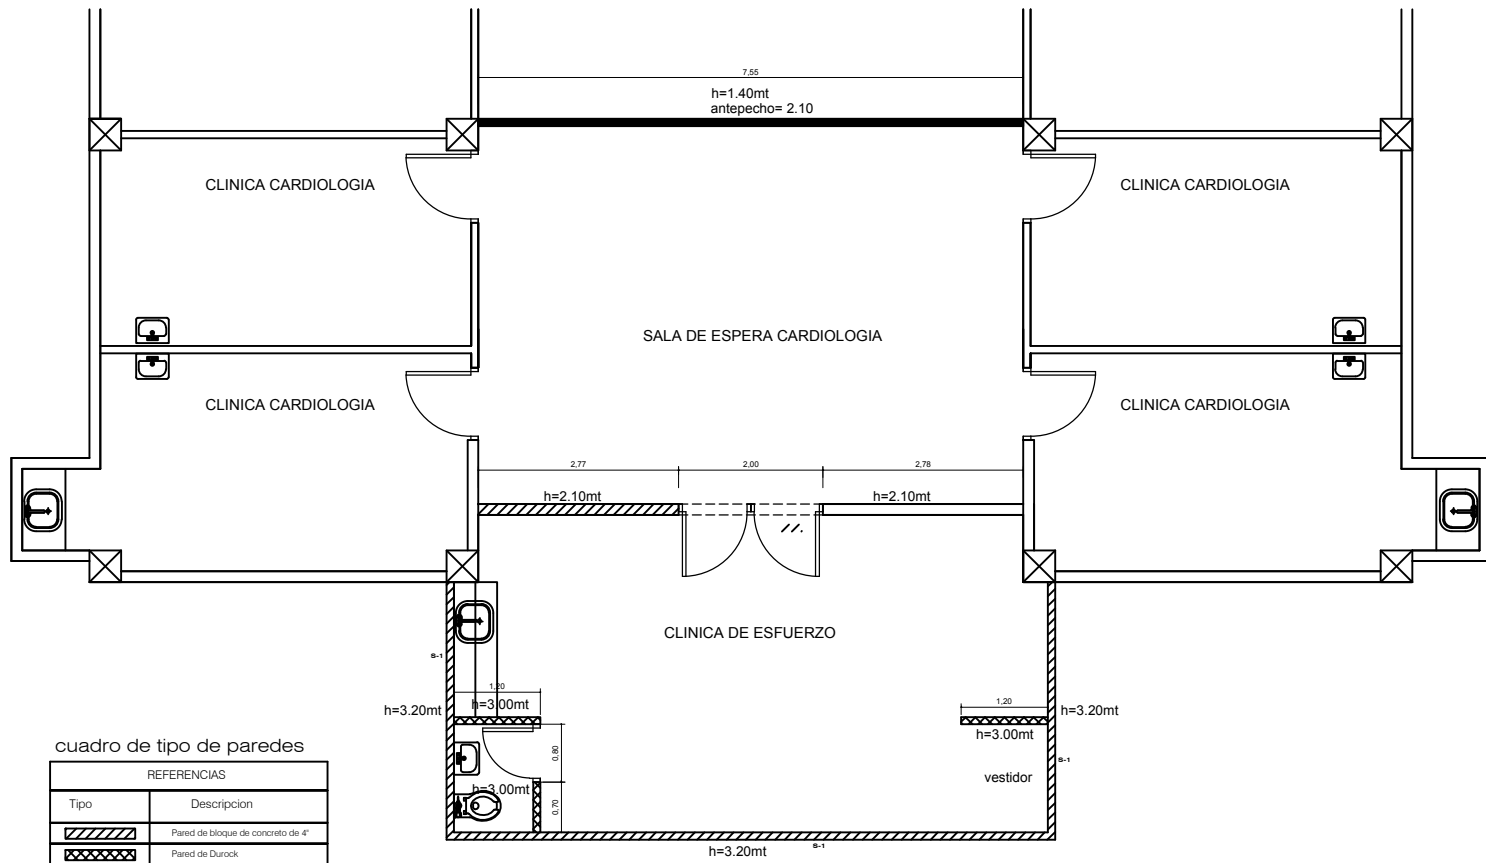 7,55
h=1.40mt
antepecho= 2.10
CLINICA CARDIOLOGIA
CLINICA CARDIOLOGIA
SALA DE ESPERA CARDIOLOGIA
CLINICA CARDIOLOGIA
CLINICA CARDIOLOGIA
2,77
2,00
2,78
h=2.10mt
h=2.10mt
CLINICA DE ESFUERZO
S-1
1,20
h=3.00mt
h=3.20mt
1,20
h=3.20mt
h=3.00mt
0,80
S-1
vestidor
h=3.00mt
0,70
S-1
h=3.20mt
cuadro de tipo de paredes
REFERENCIAS
Tipo
Descripcion
Pared de bloque de concreto de 4"
Pared de Durock